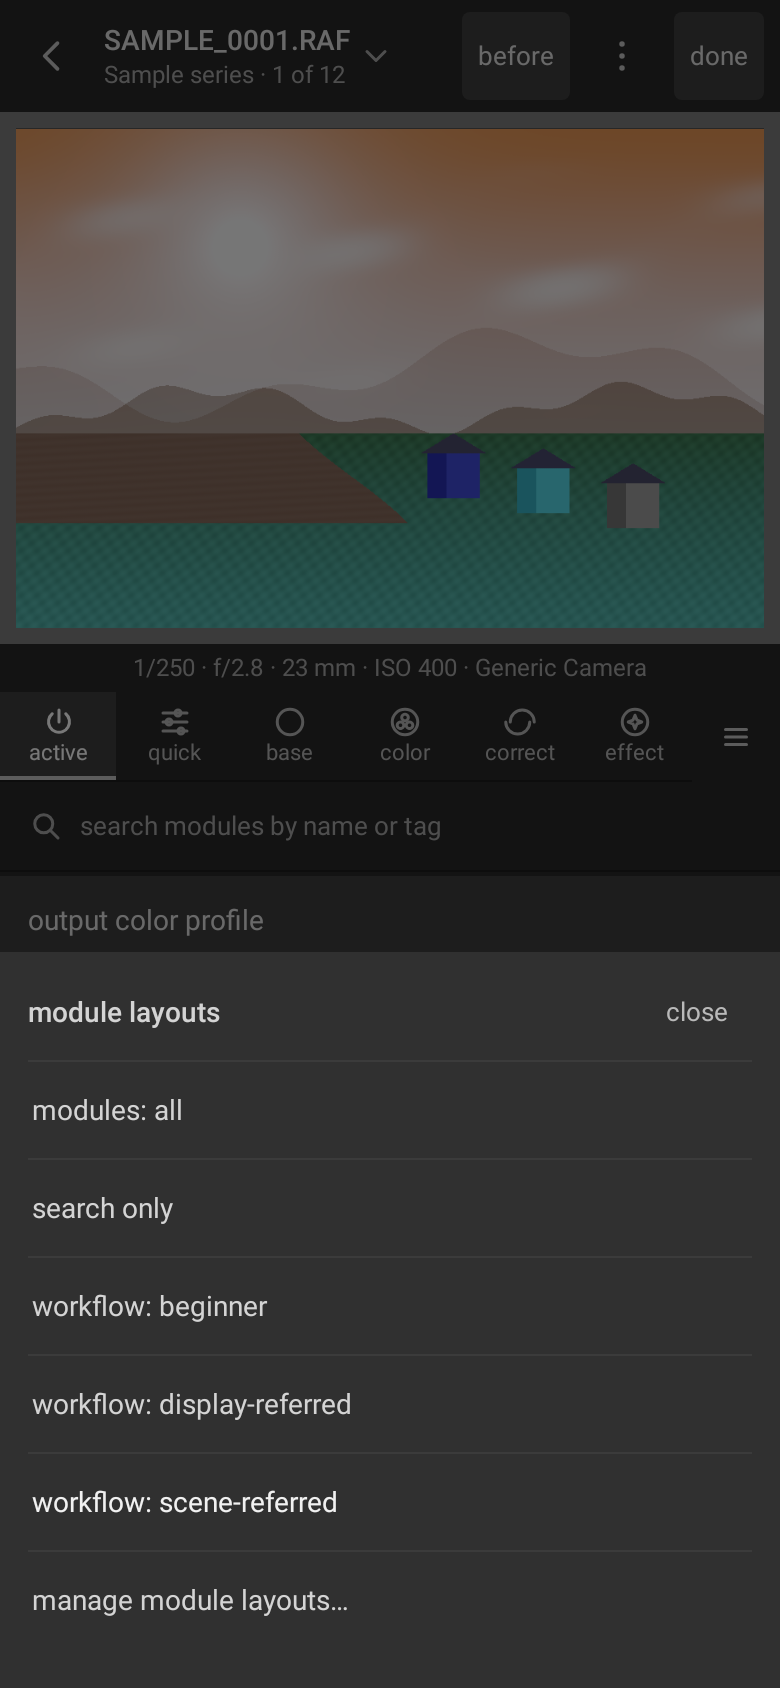 SAMPLE_0001.RAF
Sample series · 1 of 12
before
done
1/250 · f/2.8 · 23 mm · ISO 400 · Generic Camera
active
quick
base
color
correct
effect
search modules by name or tag
output color profile
module layouts
close
modules: all
search only
workflow: beginner
workflow: display-referred
workflow: scene-referred
manage module layouts…